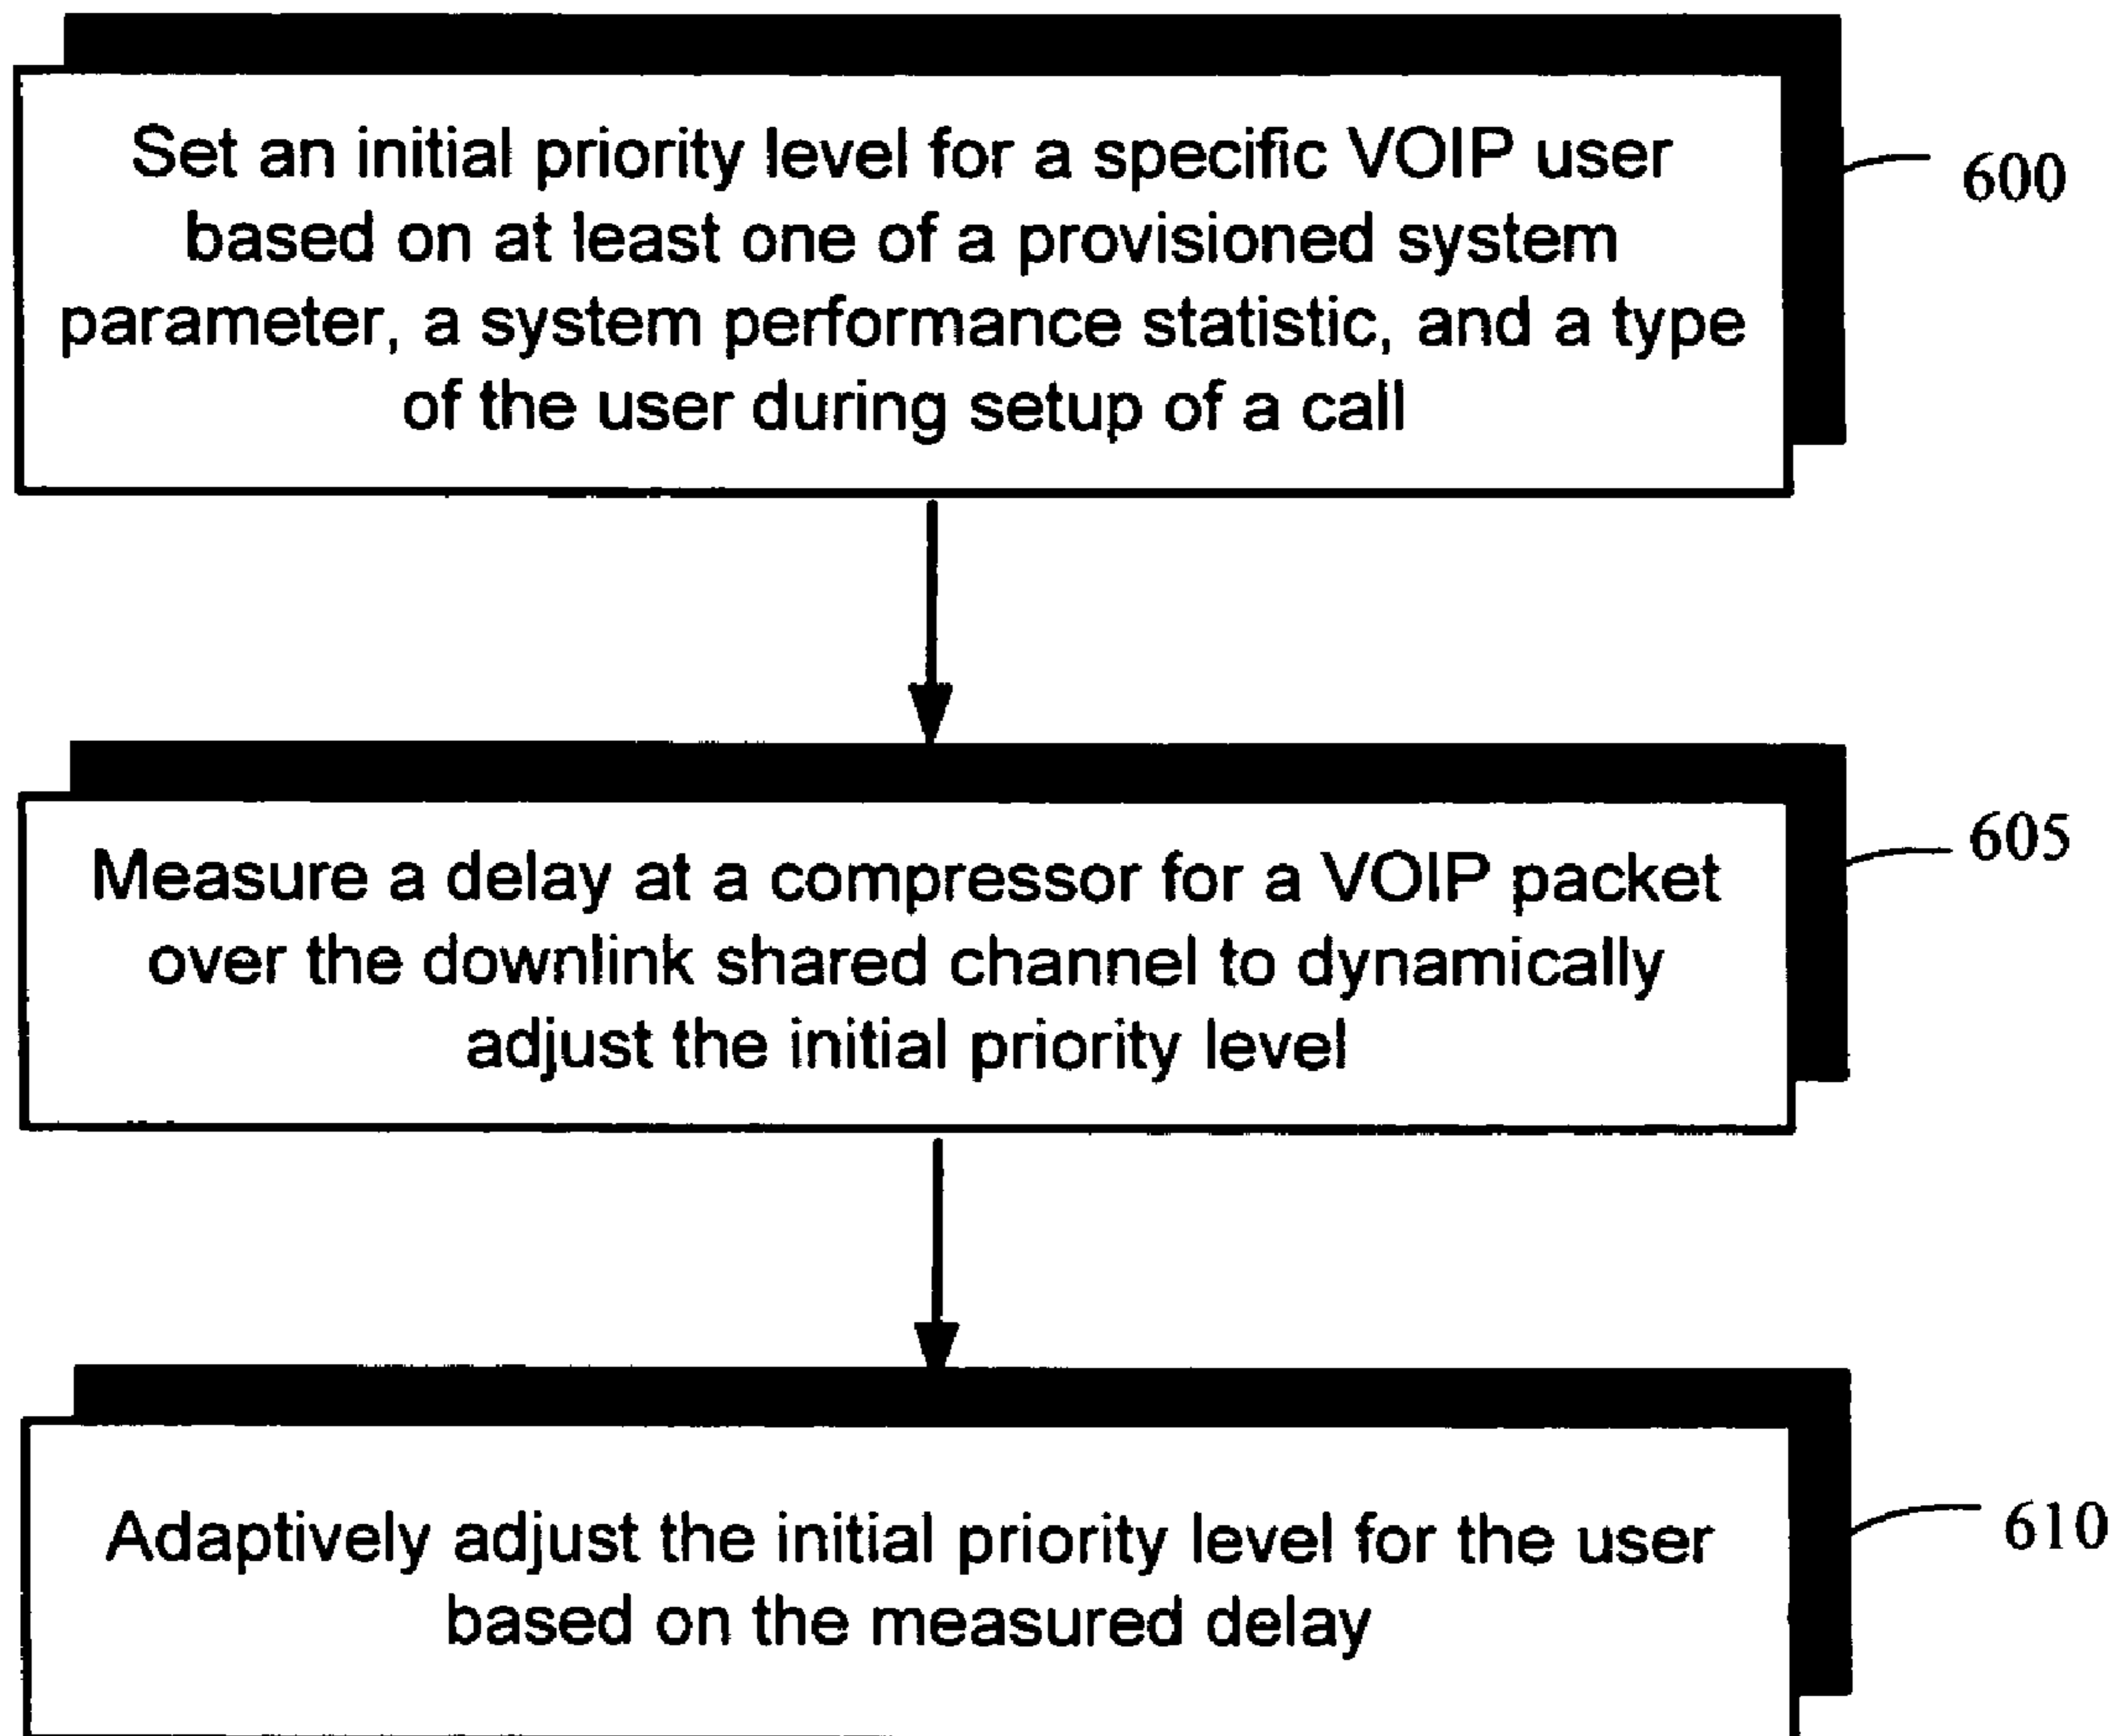 Set an initial priority level for a specific VOIP user
based on at least one of a provisioned system
parameter, a system performance statistic, and a type
of the user during setup of a call
600
Measure a delay at a compressor for a VOIP packet
over the downlink shared channel to dynamically
adjust the initial priority level
605
Adaptively adjust the initial priority level for the user
based on the measured delay
610